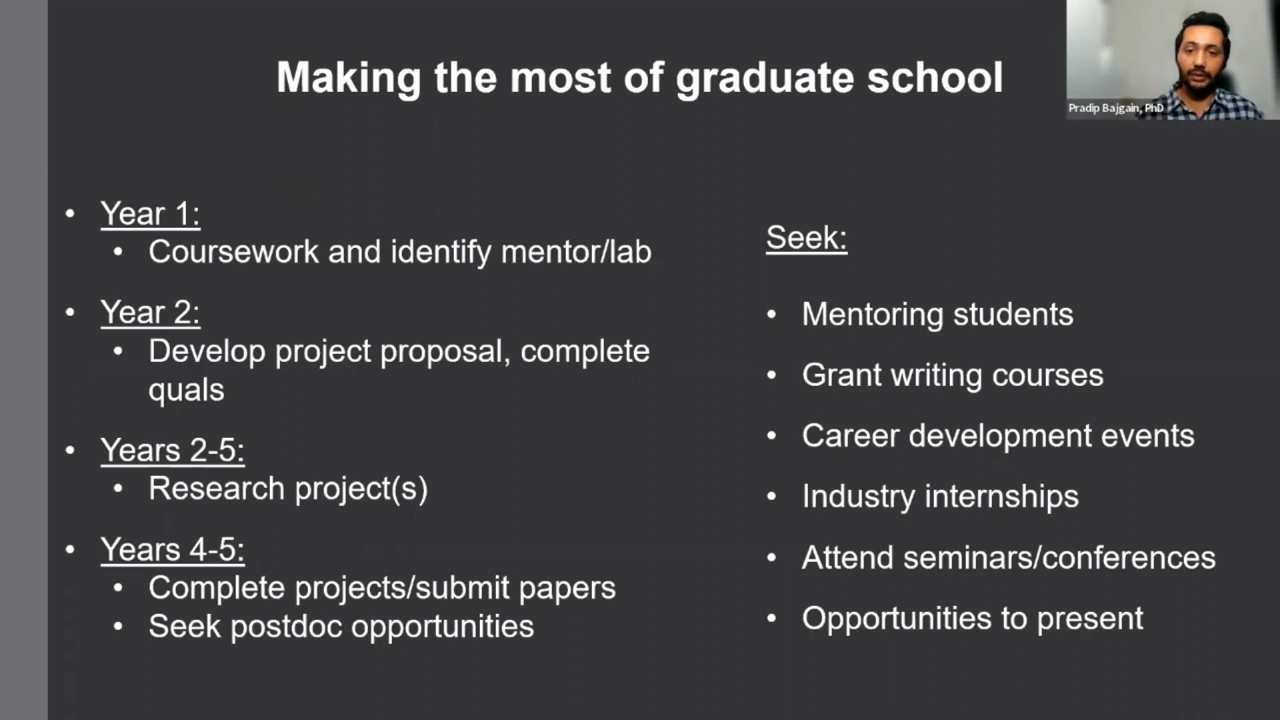 Making the most of graduate school
Pradip Bajgain, PhD
• Year 1:
• Coursework and identify mentor/lab
• Year 2:
• Develop project proposal, complete
quals
• Years 2-5:
• Research project(s)
• Years 4-5:
• Complete projects/submit papers
• Seek postdoc opportunities
Seek:
• Mentoring students
• Grant writing courses
• Career development events
• Industry internships
• Attend seminars/conferences
• Opportunities to present